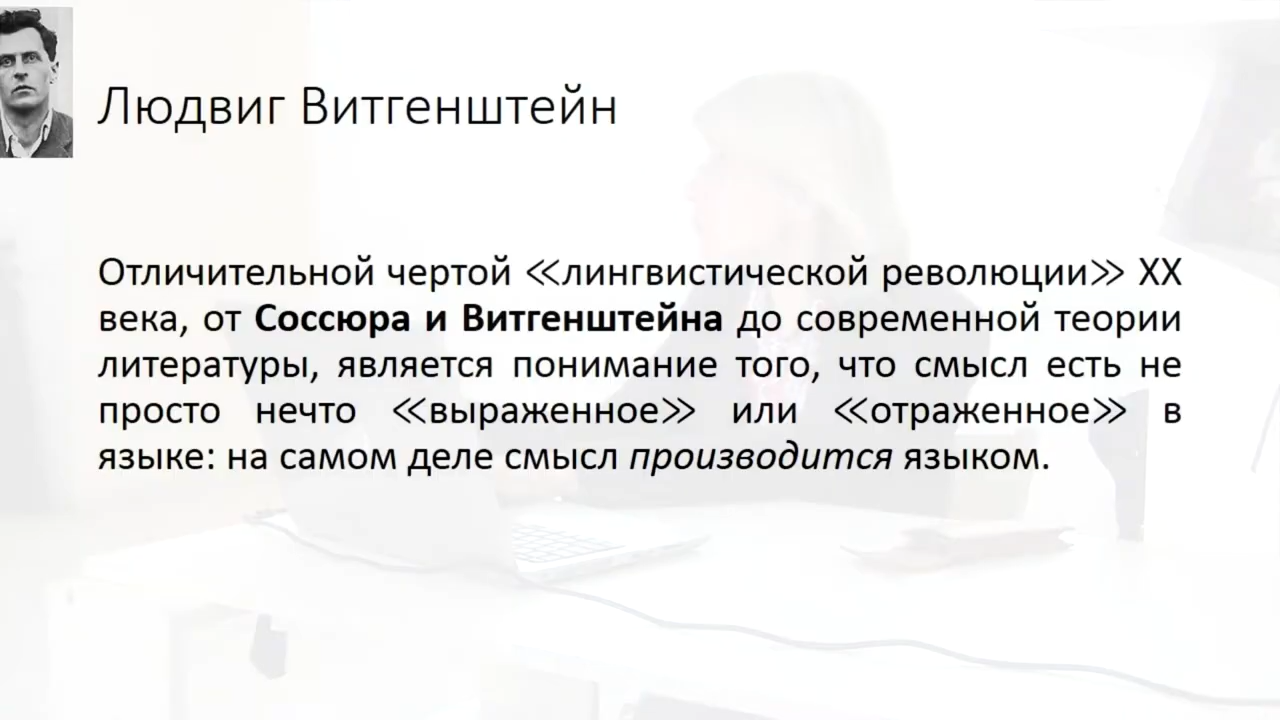 Людвиг Витгенштейн
Отличительной чертой ≪лингвистической революции≫ XX
века, от Соссюра и Витгенштейна до современной теории
литературы, является понимание того, что смысл есть не
просто нечто ≪выраженное≫ или ≪отраженное≫ в
языке: на самом деле смысл производится языком.